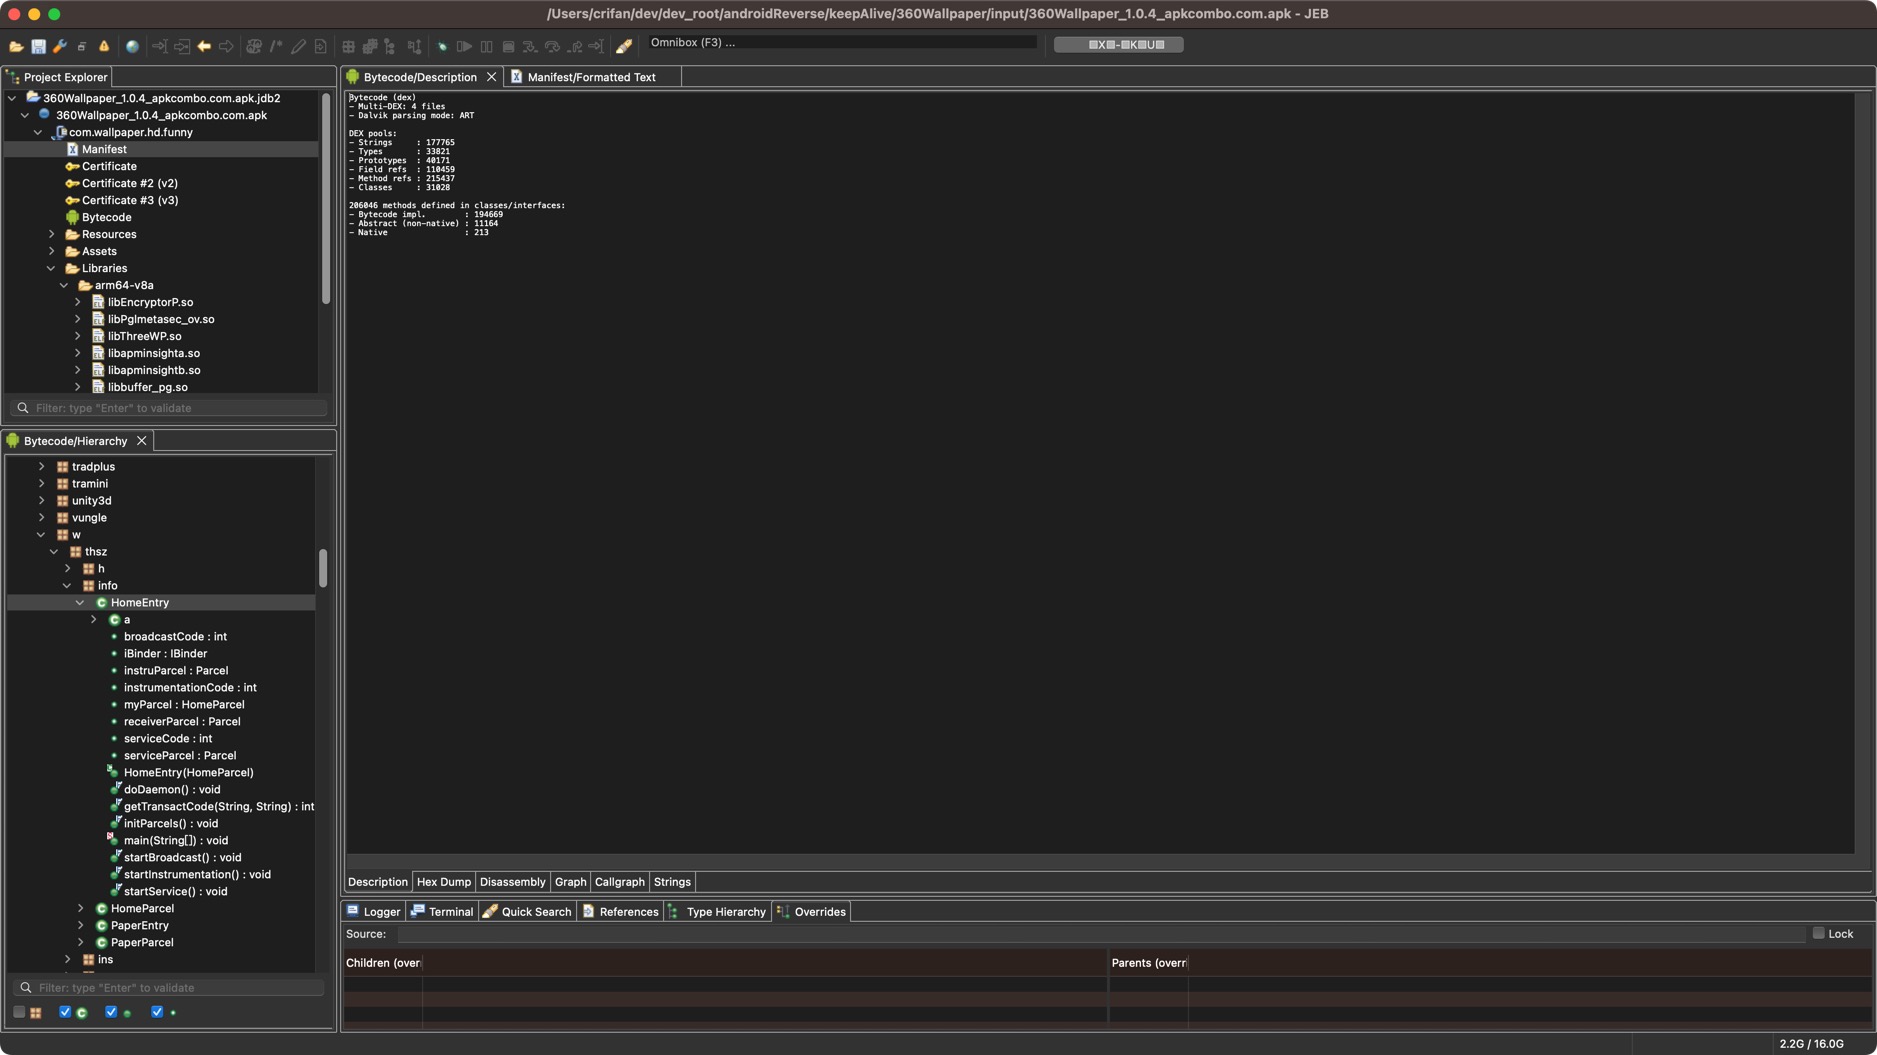 /Users/crifan/dev/dev_root/androidReverse/keepAlive/360Wallpaper/input/360Wallpaper_1.0.4_apkcombo.com.apk - JEB
Omnibox (F3) ...
Project Explorer
360Wallpaper_1.0.4_apkcombo.com.apk.jdb2
360Wallpaper_1.0.4_apkcombo.com.apk
com.wallpaper.hd.funny
Manifest
Certificate
Certificate #2 (v2)
Certificate #3 (v3)
Bytecode
Resources
Assets
Libraries
arm64-v8a
libEncryptorP.so
libPglmetasec_ov.so
libThreeWP.so
libapminsighta.so
libapminsightb.so
libbuffer_pg.so
Filter: type "Enter" to validate
Bytecode/Hierarchy
tradplus
tramini
unity3d
vungle
w
thsz
h
info
HomeEntry
a
broadcastCode : int
iBinder : IBinder
instruParcel : Parcel
instrumentationCode : int
myParcel : HomeParcel
receiverParcel : Parcel
serviceCode : int
serviceParcel : Parcel
HomeEntry(HomeParcel)
doDaemon() : void
getTransactCode(String, String) : int
initParcels() : void
main(String[]) : void
startBroadcast() : void
startInstrumentation() : void
startService() : void
HomeParcel
PaperEntry
PaperParcel
ins
Filter: type "Enter" to validate
Bytecode/Description
Manifest/Formatted Text
Bytecode (dex)
- Multi-DEX: 4 files
- Dalvik parsing mode: ART
DEX pools:
- Strings : 177765
- Types : 33821
- Prototypes : 40171
- Field refs : 110459
- Method refs : 215437
- Classes : 31028
206046 methods defined in classes/interfaces:
- Bytecode impl. : 194669
- Abstract (non-native) : 11164
- Native : 213
Description Hex Dump Disassembly Graph Callgraph Strings
Logger Terminal Quick Search References Type Hierarchy Overrides
Source:
Lock
Children (overr
Parents (overri
2.2G / 16.0G